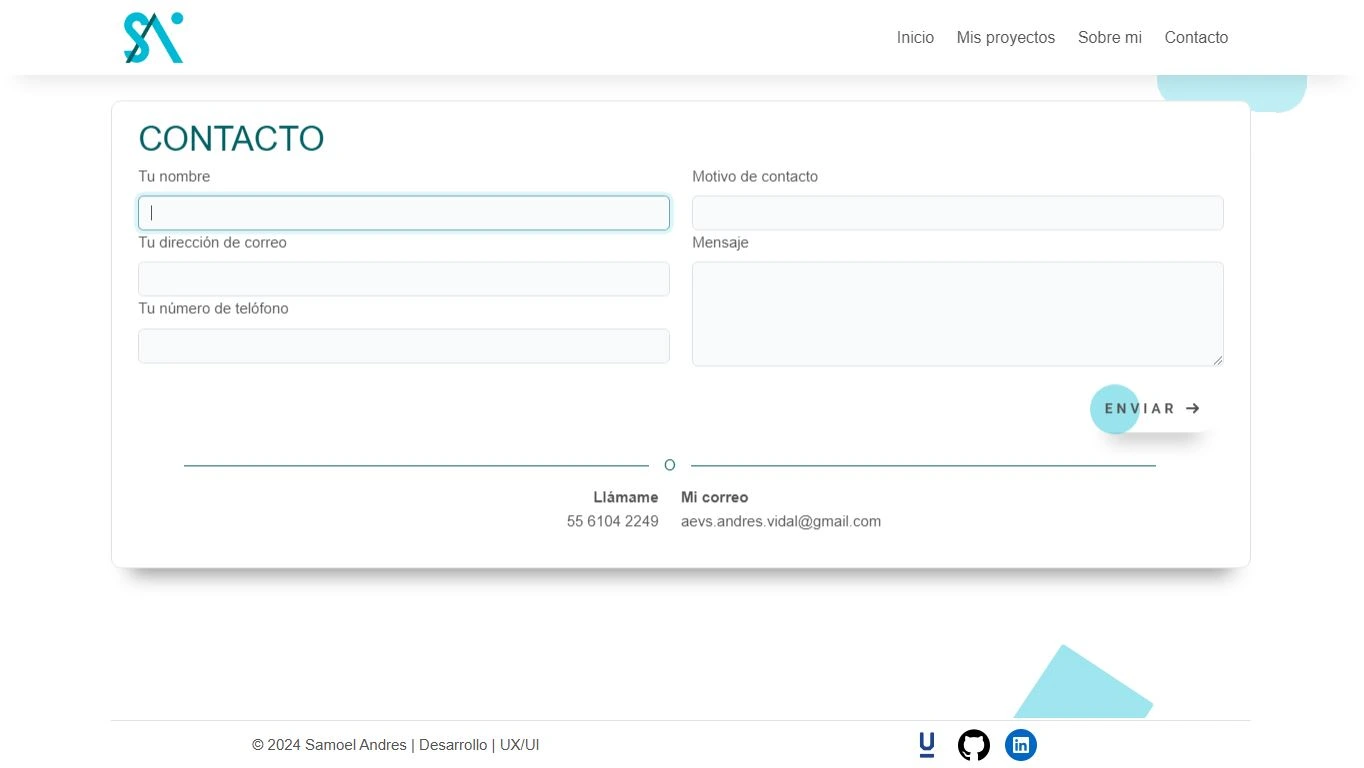 SA
Inicio Mis proyectos Sobre mi Contacto
CONTACTO
Tu nombre
Tu dirección de correo
Tu número de telófono
Motivo de contacto
Mensaje
ENVIAR →
O
Llámame
55 6104 2249
Mi correo
aevs.andres.vidal@gmail.com
© 2024 Samoel Andres | Desarrollo | UX/UI
U
in